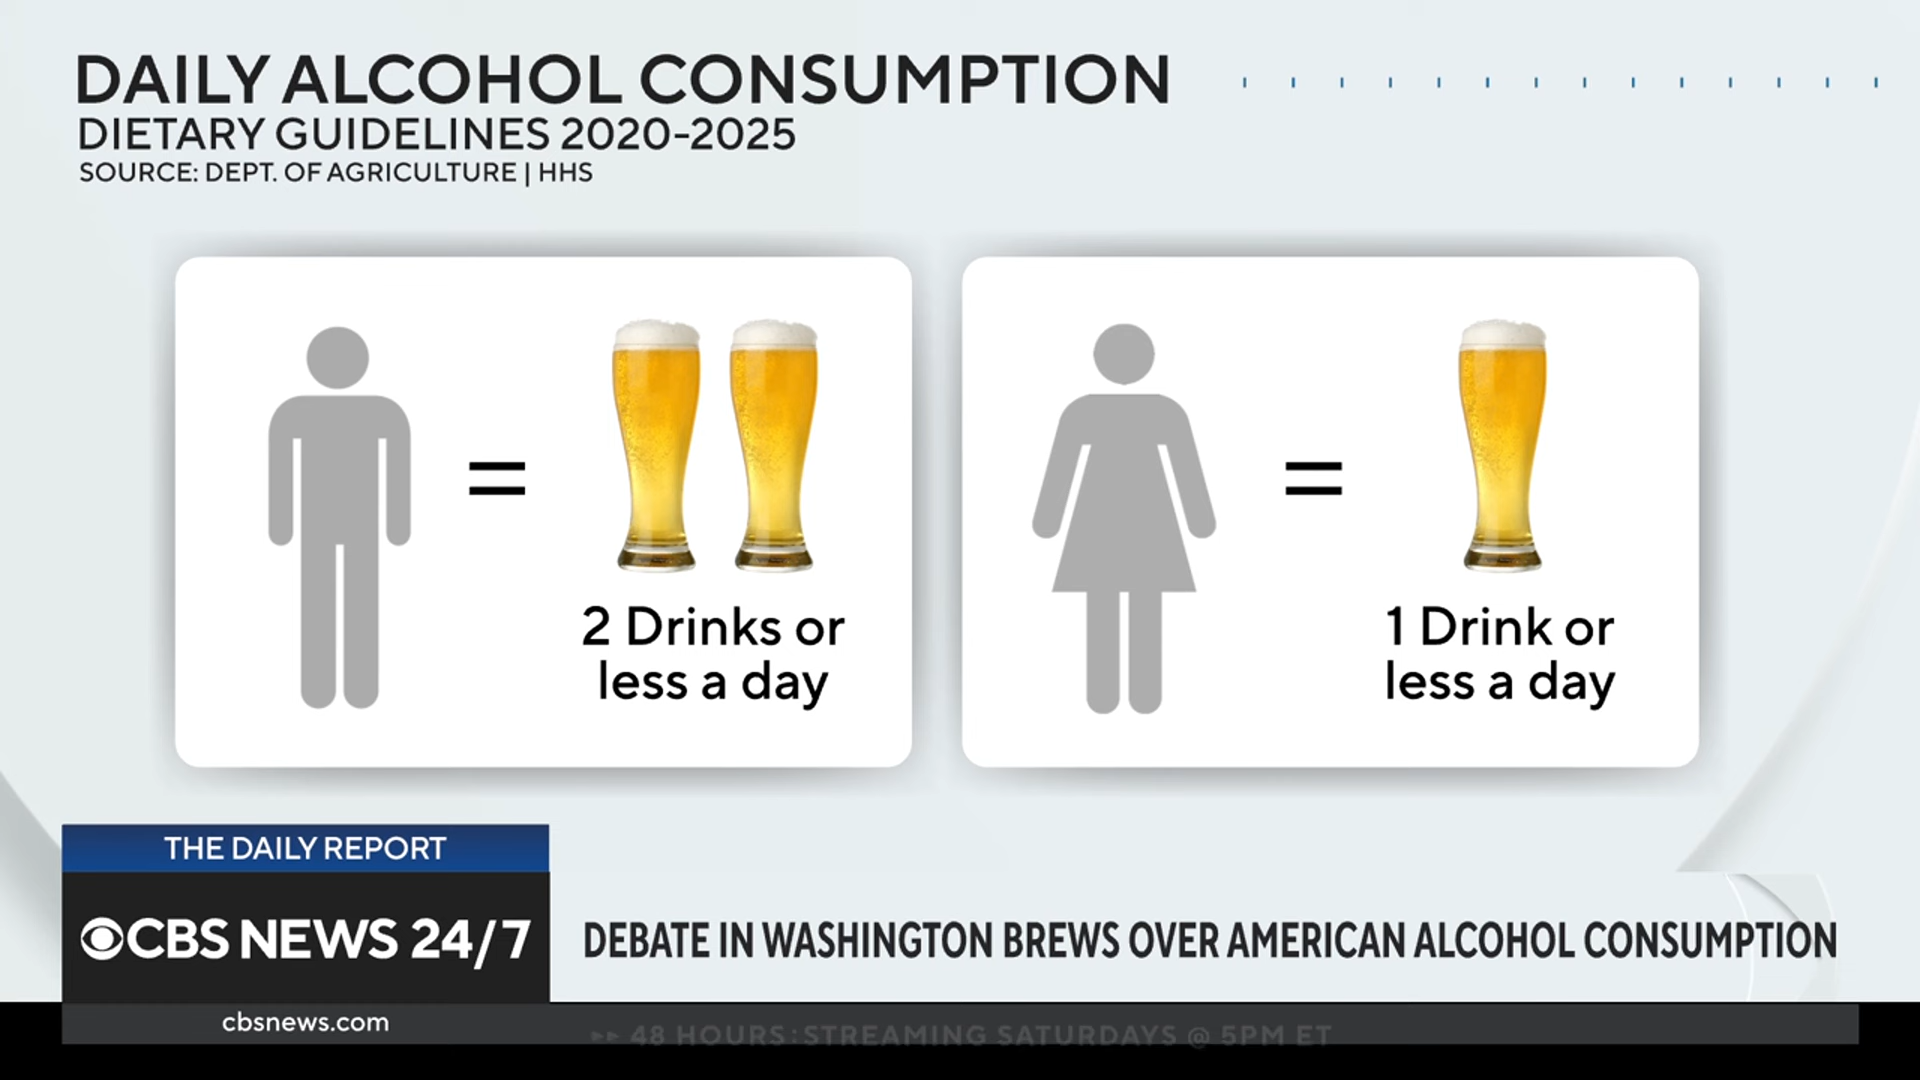 DAILY ALCOHOL CONSUMPTION
DIETARY GUIDELINES 2020-2025
SOURCE: DEPT. OF AGRICULTURE | HHS
=
2 Drinks or
less a day
=
1 Drink or
less a day
THE DAILY REPORT
CBS NEWS 24/7
DEBATE IN WASHINGTON BREWS OVER AMERICAN ALCOHOL CONSUMPTION
cbsnews.com
48 HOURS: STREAMING SATURDAYS @ 5PM ET